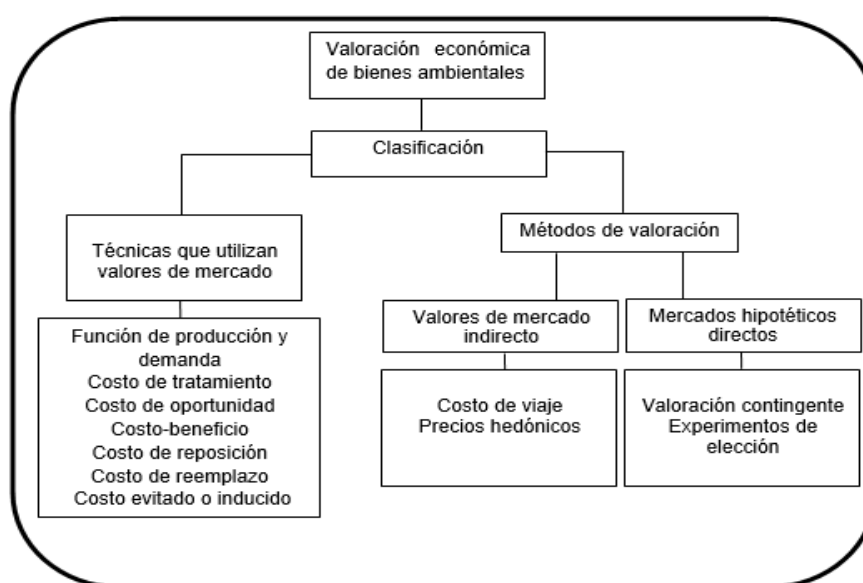 Valoración económica
de bienes ambientales
Clasificación
Técnicas que utilizan
valores de mercado
Métodos de valoración
Función de producción y
demanda
Costo de tratamiento
Costo de oportunidad
Costo-beneficio
Costo de reposición
Costo de reemplazo
Costo evitado o inducido
Valores de mercado
indirecto
Mercados hipotéticos
directos
Costo de viaje
Precios hedónicos
Valoración contingente
Experimentos de
elección